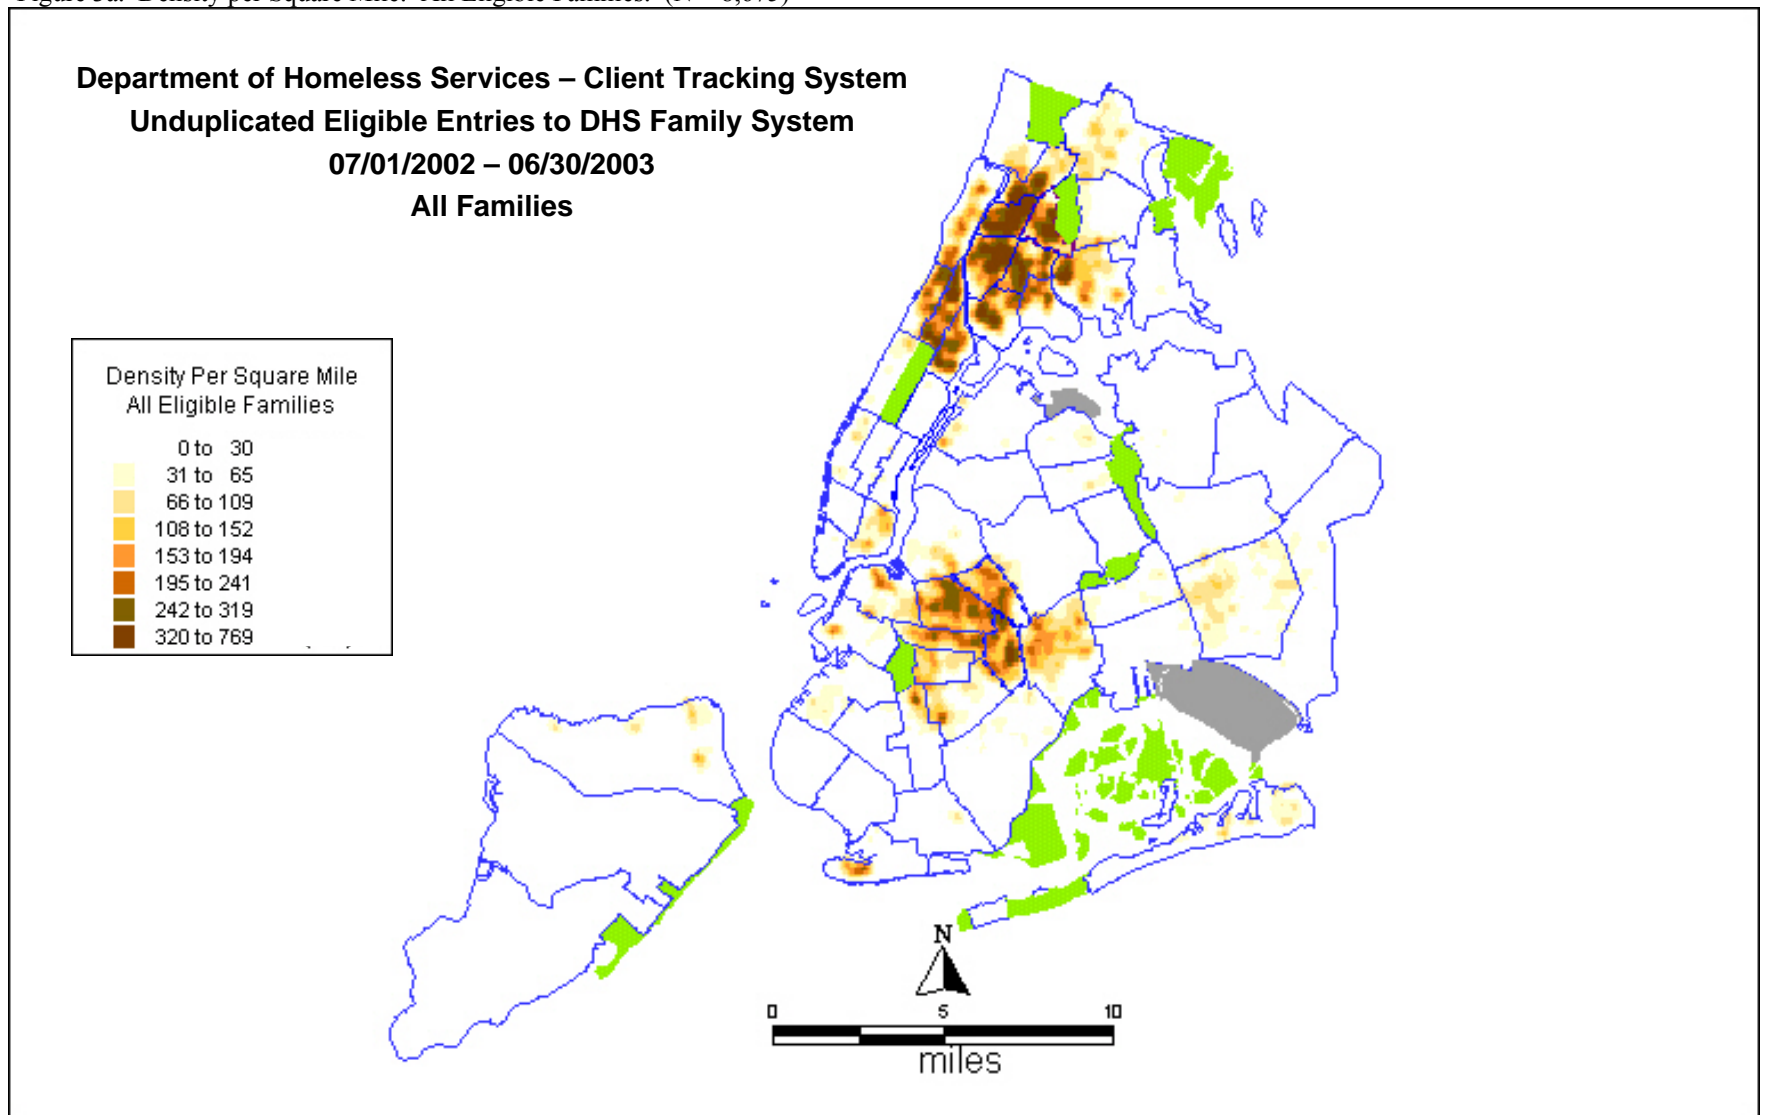 Department of Homeless Services – Client Tracking System
Unduplicated Eligible Entries to DHS Family System
07/01/2002 – 06/30/2003
All Families
Density Per Square Mile
All Eligible Families
0 to 30
31 to 65
66 to 109
108 to 152
153 to 194
195 to 241
242 to 319
320 to 769
N
0 5 10
miles